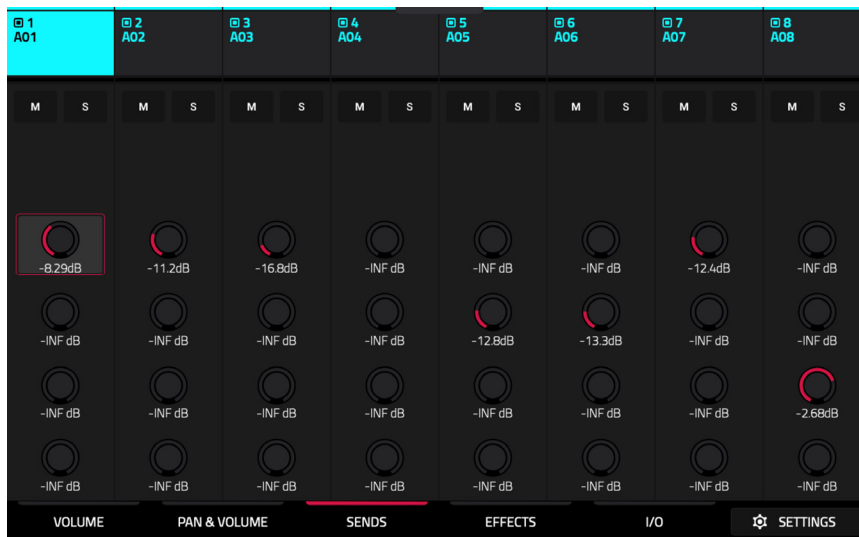 1 2 3 4 5 6 7 8
A01 A02 A03 A04 A05 A06 A07 A08
M S M S M S M S M S M S M S M S
-8.29dB -11.2dB -16.8dB -INF dB -INF dB -INF dB -12.4dB -INF dB
-INF dB -INF dB -INF dB -INF dB -12.8dB -13.3dB -INF dB -INF dB
-INF dB -INF dB -INF dB -INF dB -INF dB -INF dB -INF dB -2.68dB
-INF dB -INF dB -INF dB -INF dB -INF dB -INF dB -INF dB -INF dB
VOLUME PAN & VOLUME SENDS EFFECTS I/O SETTINGS